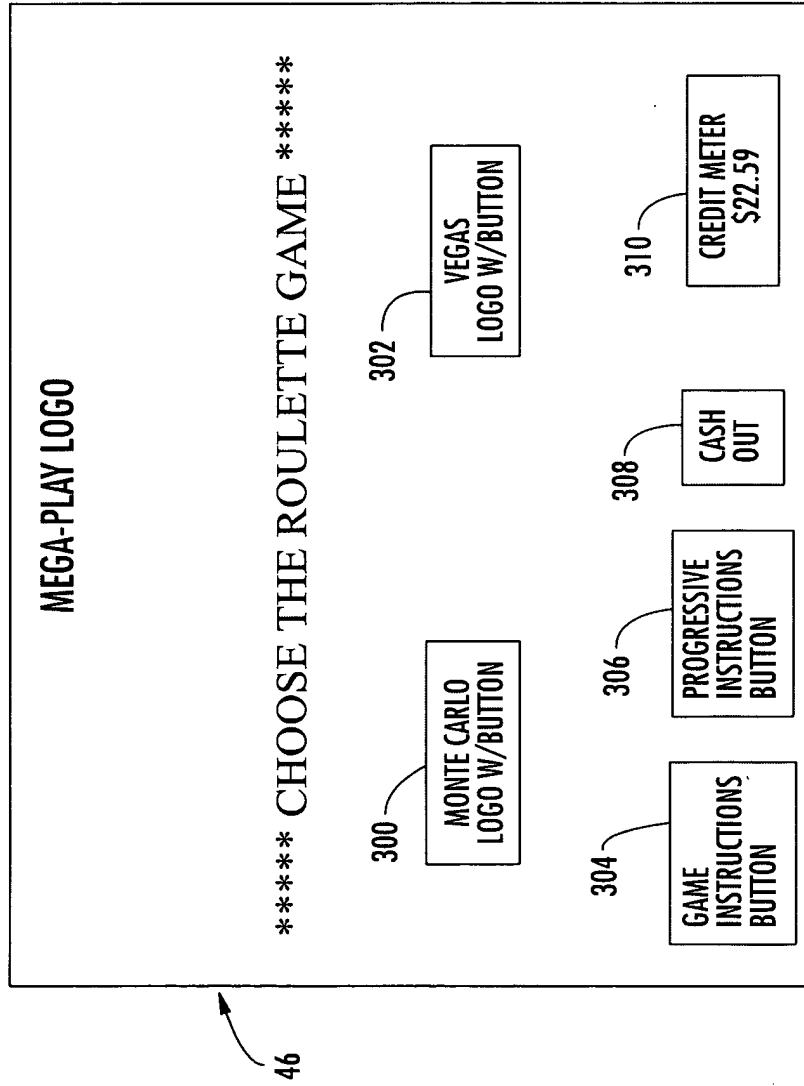 MEGA-PLAY LOGO
***** CHOOSE THE ROULETTE GAME *****
300
MONTE CARLO
LOGO W/BUTTON
302
VEGAS
LOGO W/BUTTON
304
GAME
INSTRUCTIONS
BUTTON
306
PROGRESSIVE
INSTRUCTIONS
BUTTON
308
CASH
OUT
310
CREDIT METER
$22.59
46